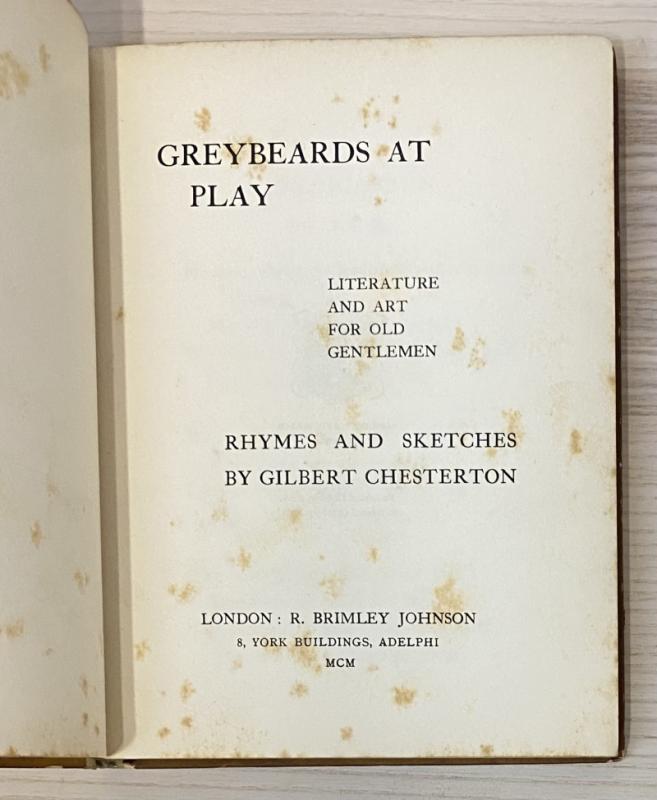 GREYBEARDS AT
PLAY
LITERATURE
AND ART
FOR OLD
GENTLEMEN
RHYMES AND SKETCHES
BY GILBERT CHESTERTON
LONDON : R. BRIMLEY JOHNSON
8, YORK BUILDINGS, ADELPHI
MCM